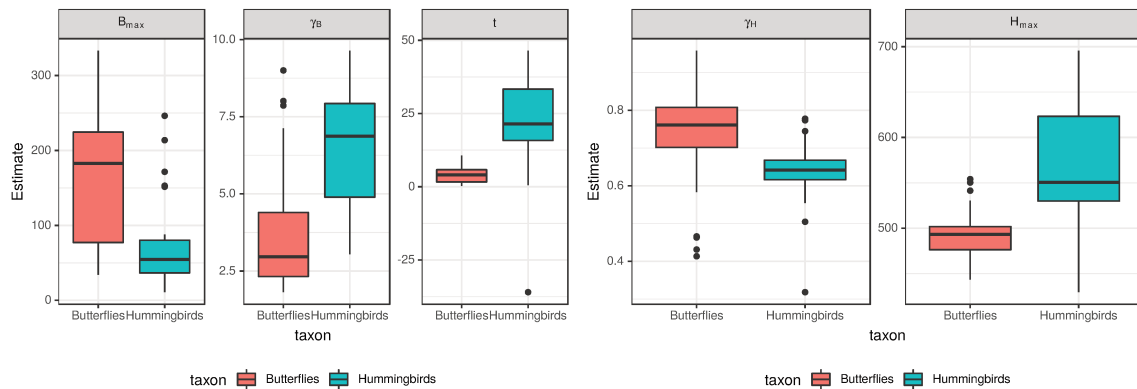 Bmax γB t γH Hmax
Estimate
300
200
100
0
10.0
7.5
5.0
2.5
50
25
0
-25
Butterflies Hummingbirds Butterflies Hummingbirds Butterflies Hummingbirds
taxon
taxon Butterflies Hummingbirds
Estimate
0.8
0.6
0.4
700
600
500
Butterflies Hummingbirds Butterflies Hummingbirds
taxon
taxon Butterflies Hummingbirds